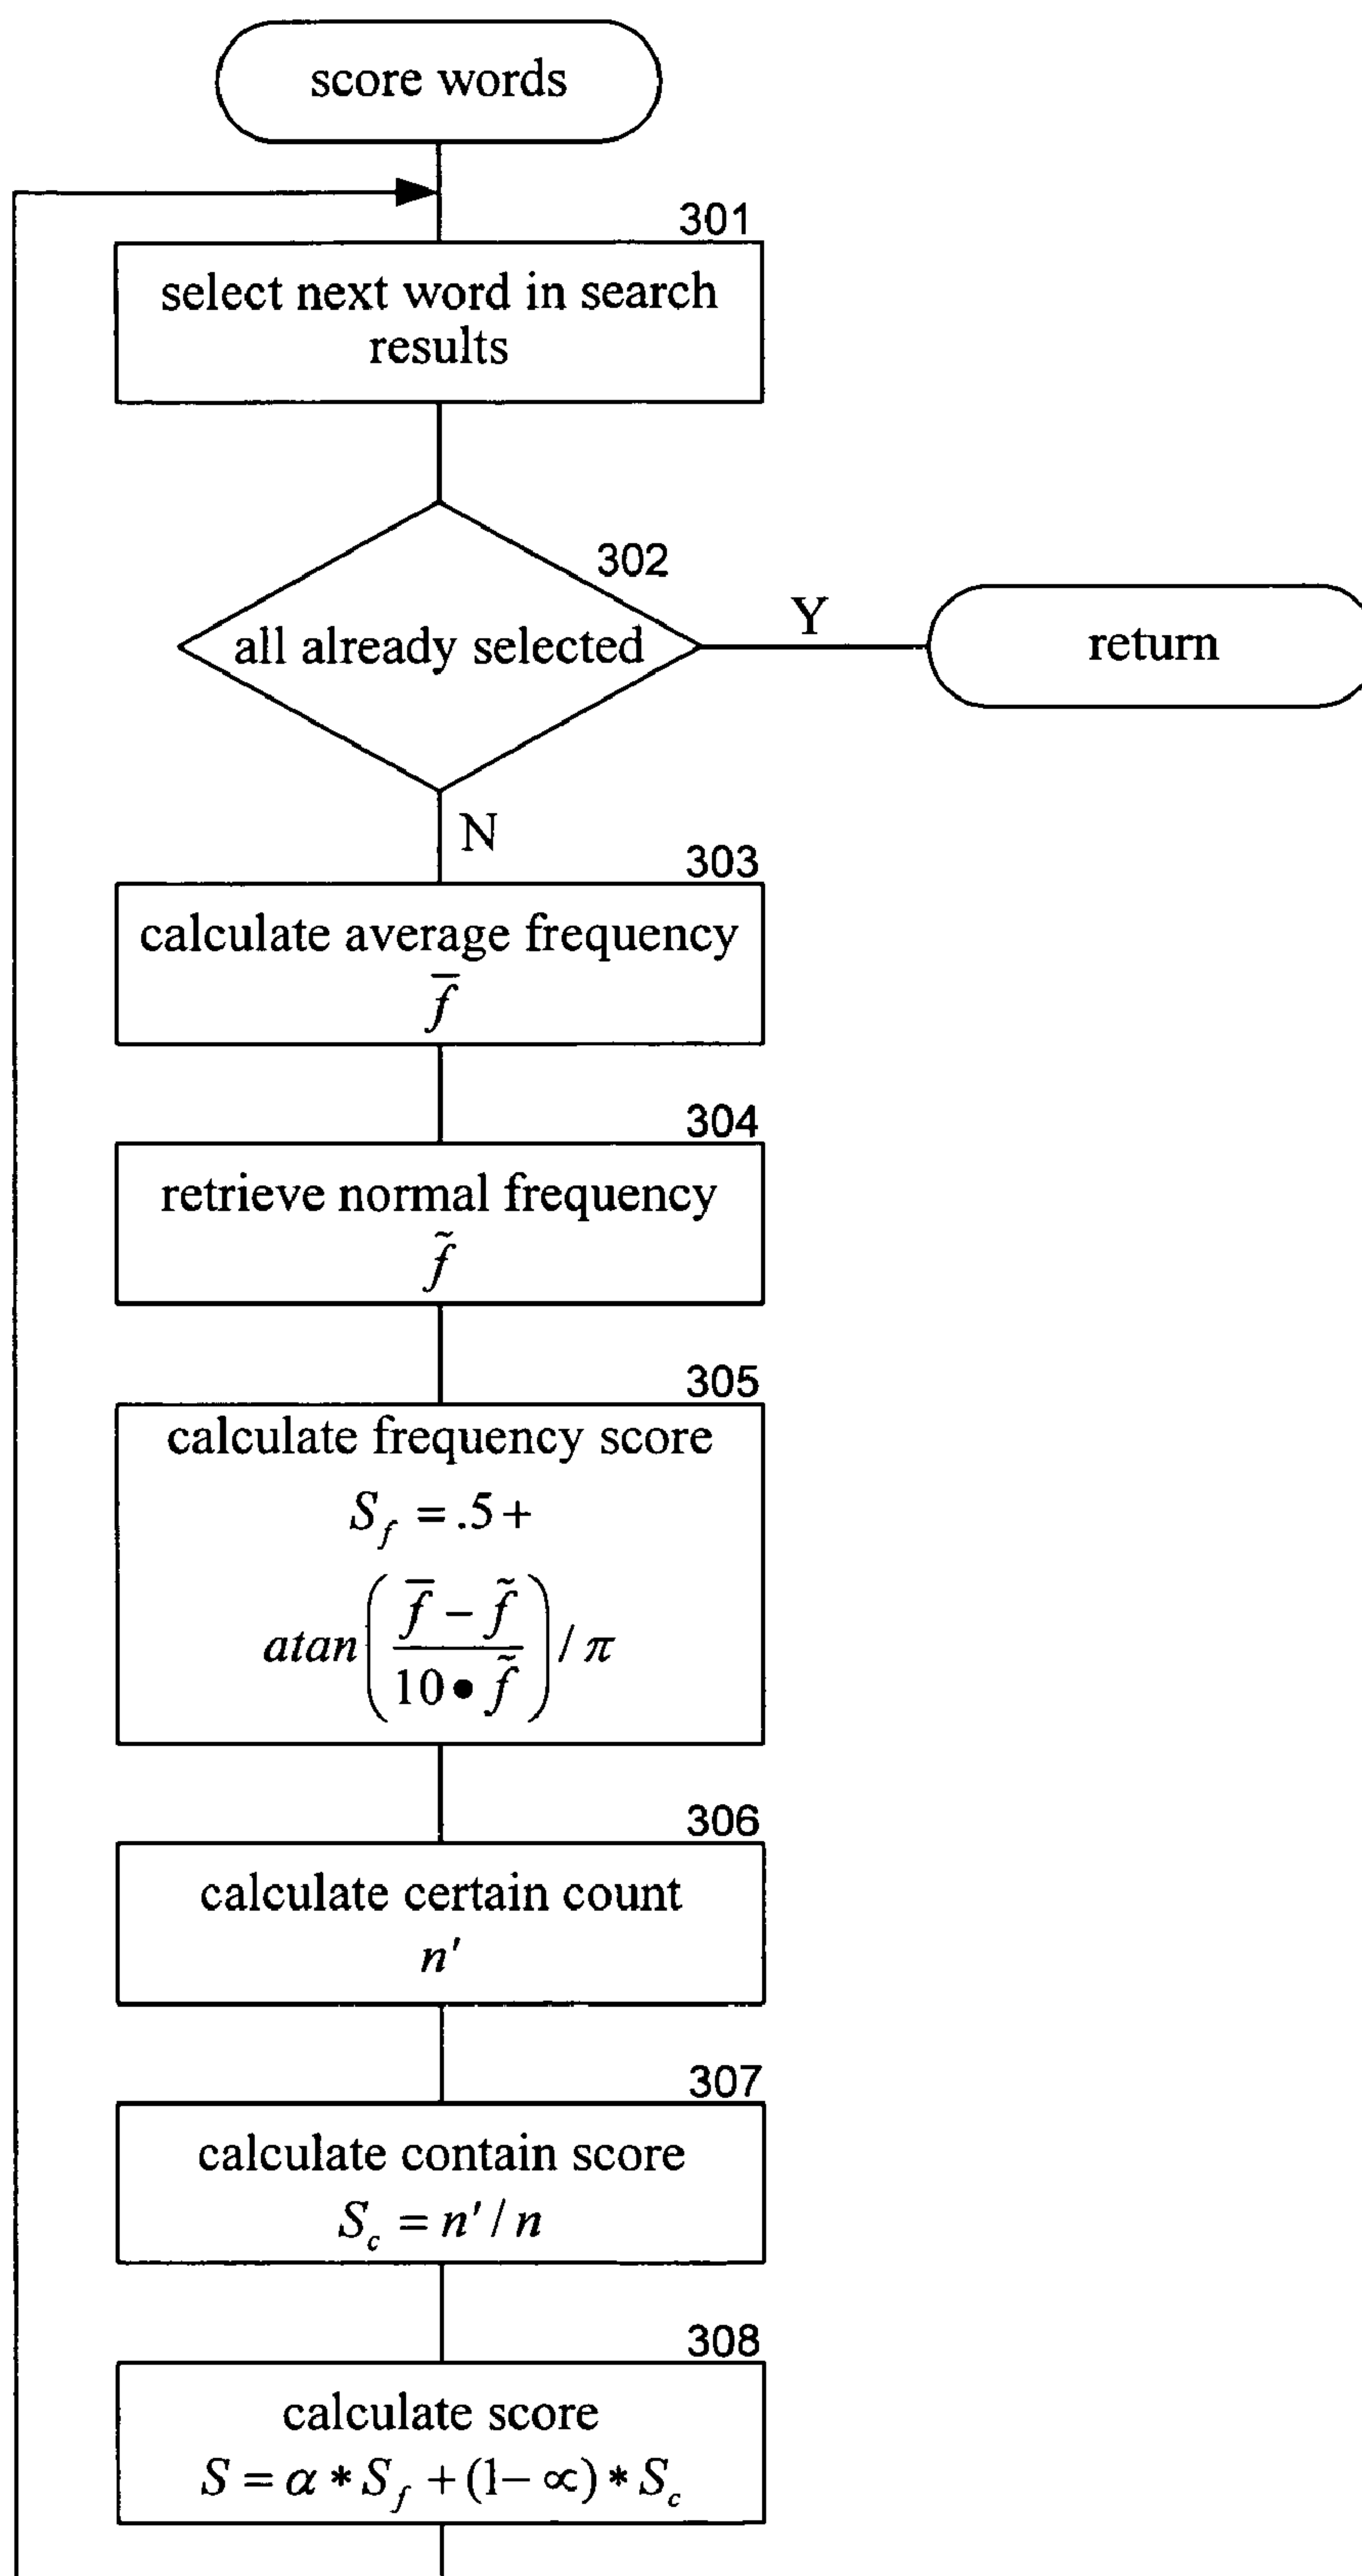 score words
301
select next word in search
results
302
all already selected
Y
return
N
303
calculate average frequency
f̄
304
retrieve normal frequency
f̃
305
calculate frequency score
S_f = .5 +
atan( (f̄ − f̃) / (10 • f̃) ) / π
306
calculate certain count
n'
307
calculate contain score
S_c = n' / n
308
calculate score
S = α * S_f + (1 − ∝) * S_c